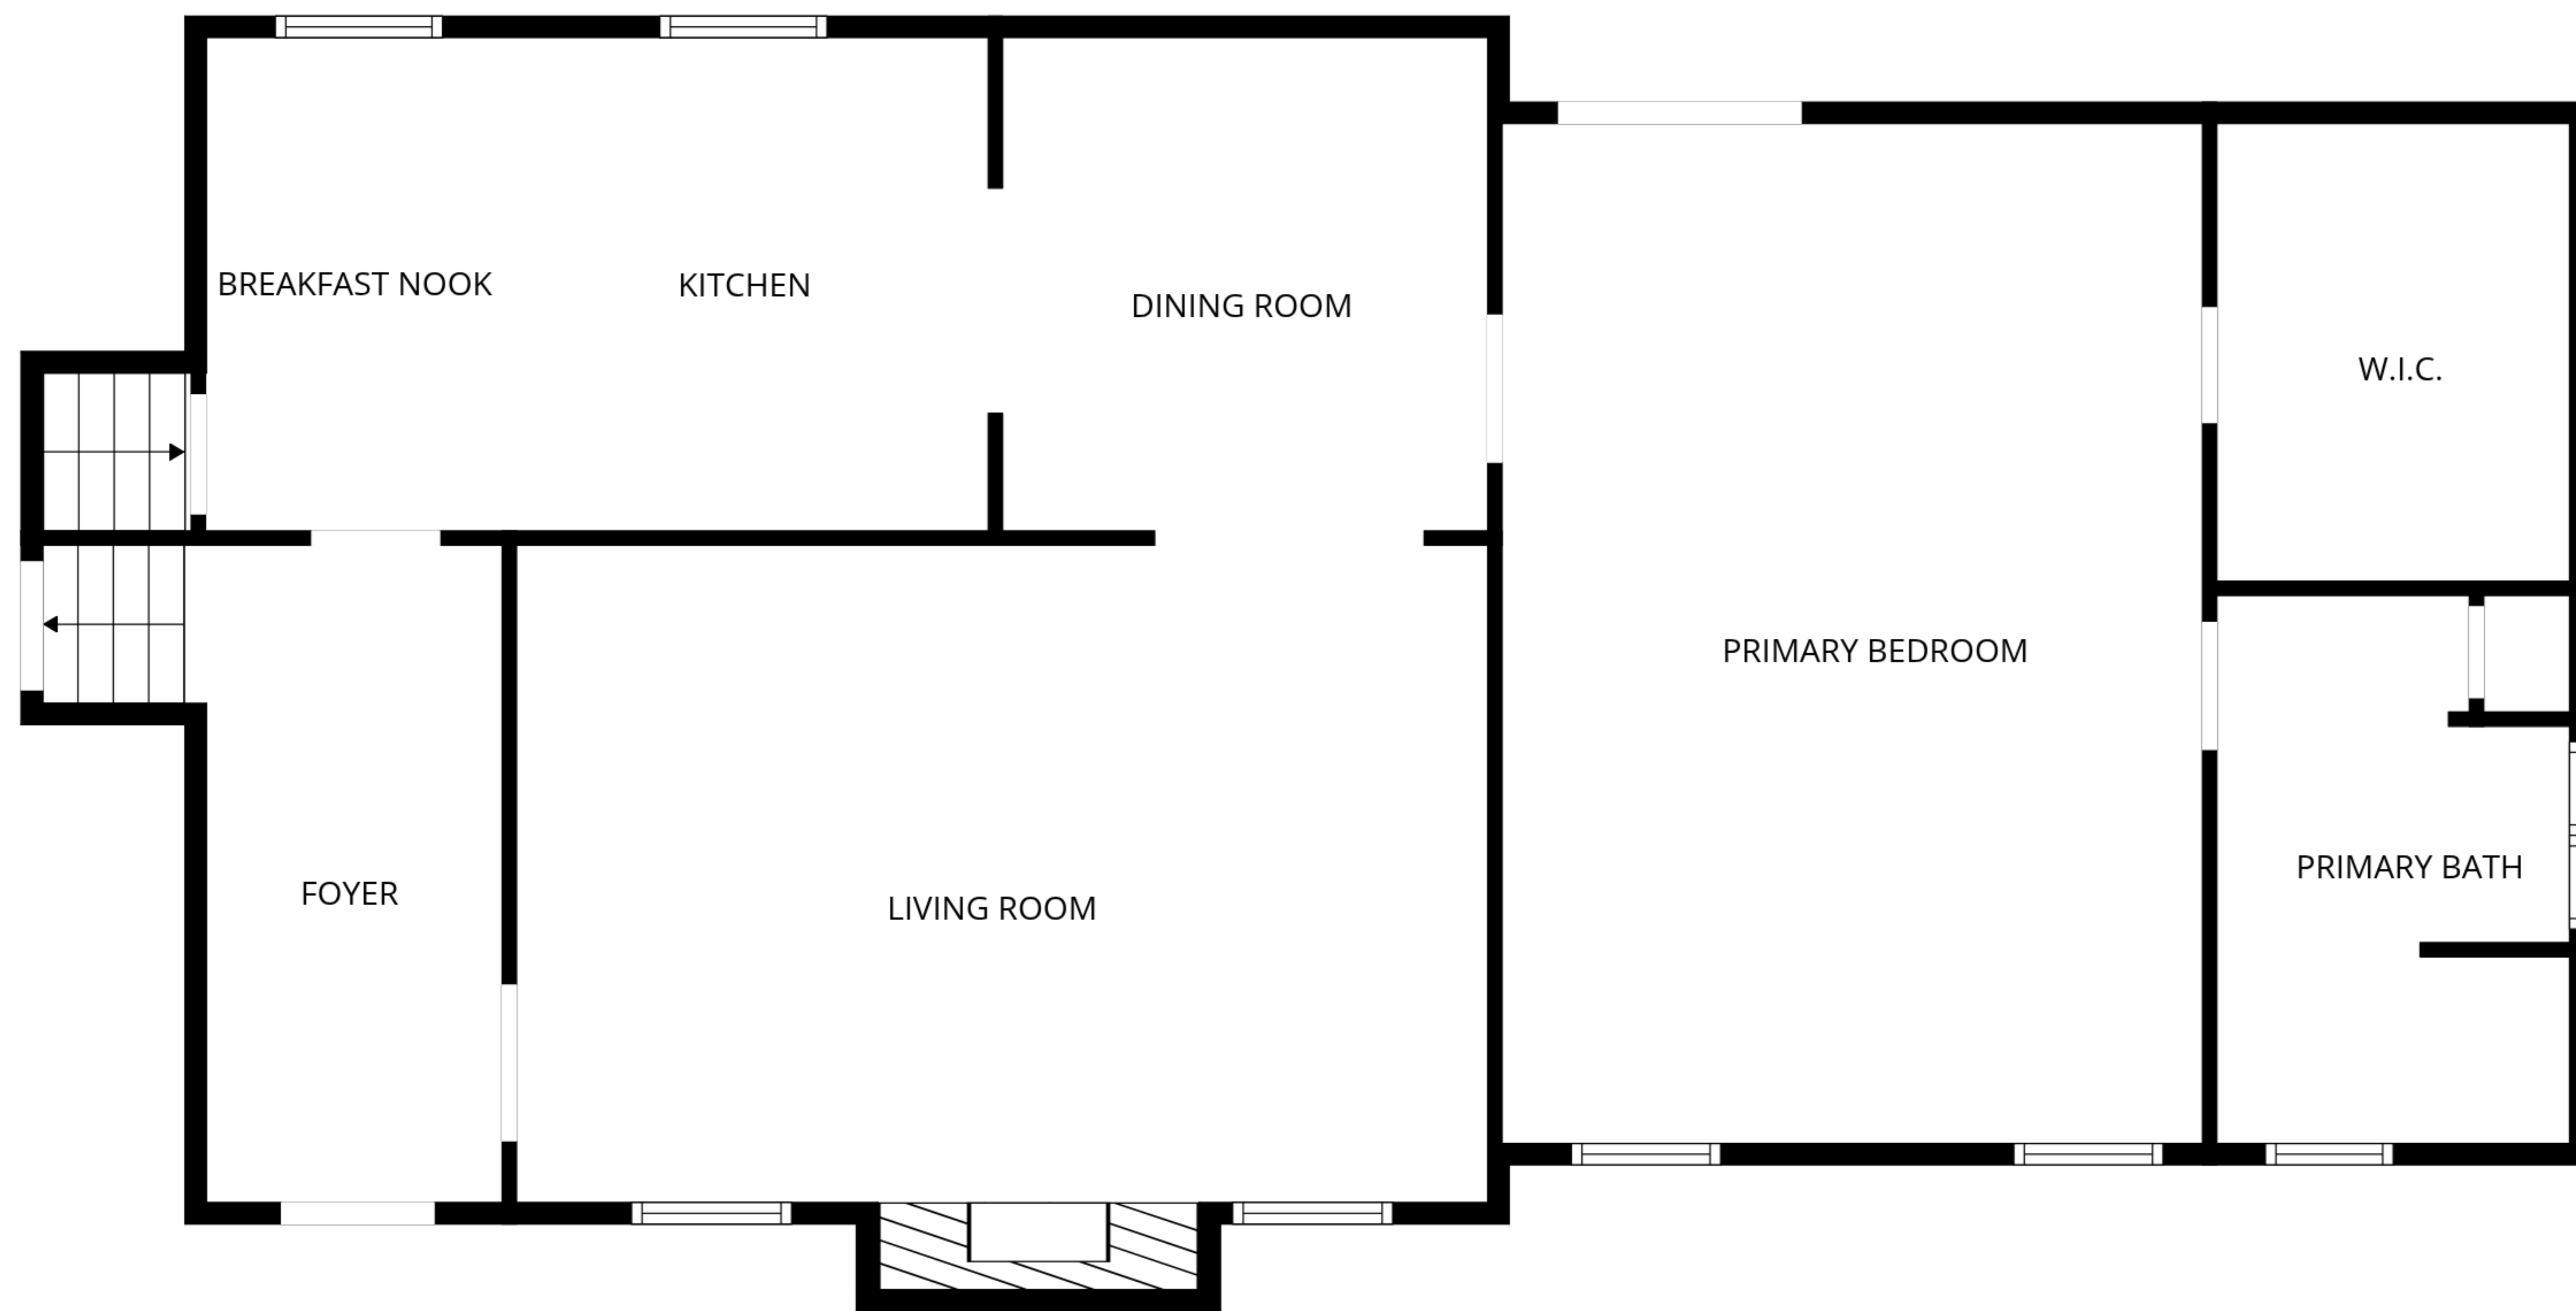 BREAKFAST NOOK
KITCHEN
DINING ROOM
W.I.C.
PRIMARY BEDROOM
PRIMARY BATH
FOYER
LIVING ROOM